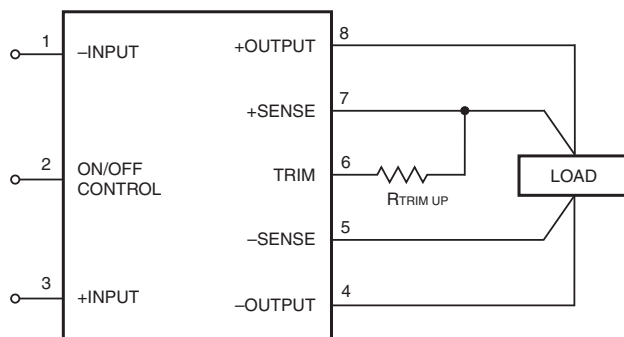 1
–INPUT
2
ON/OFF
CONTROL
3
+INPUT
+OUTPUT
8
+SENSE
7
TRIM
6
RTRIM UP
–SENSE
5
–OUTPUT
4
LOAD